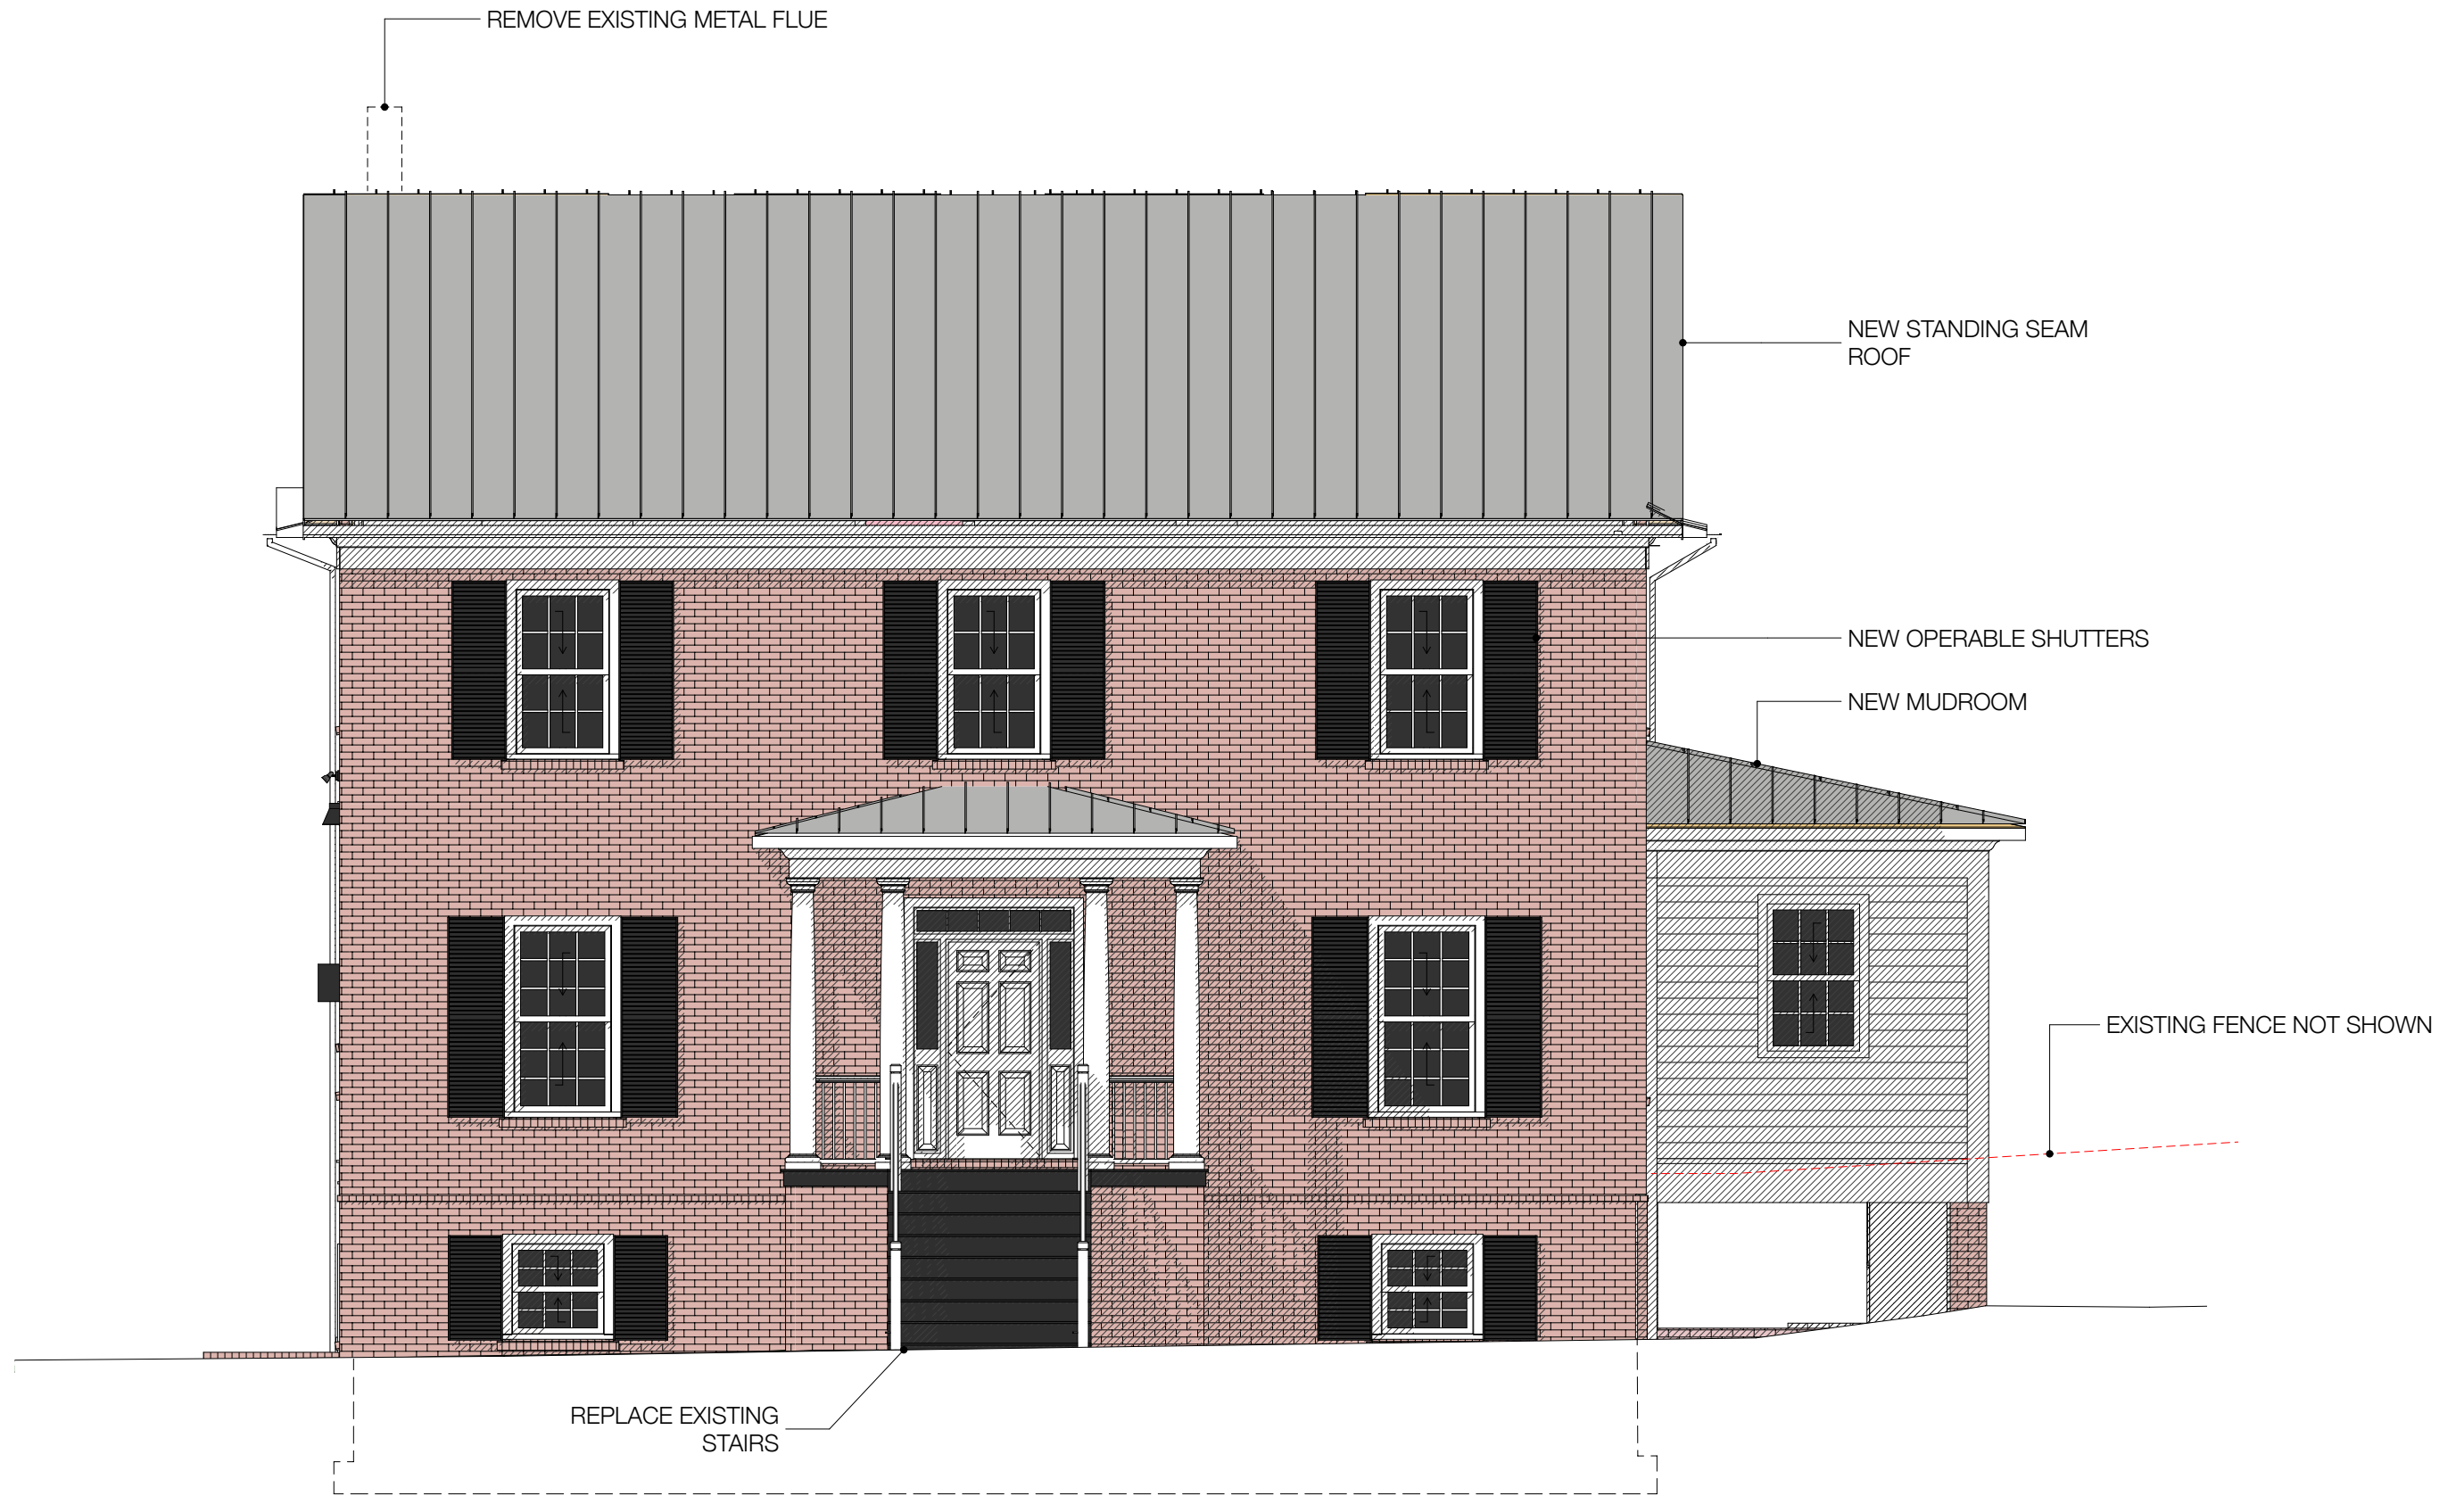 REMOVE EXISTING METAL FLUE
NEW STANDING SEAM
ROOF
NEW OPERABLE SHUTTERS
NEW MUDROOM
EXISTING FENCE NOT SHOWN
REPLACE EXISTING
STAIRS